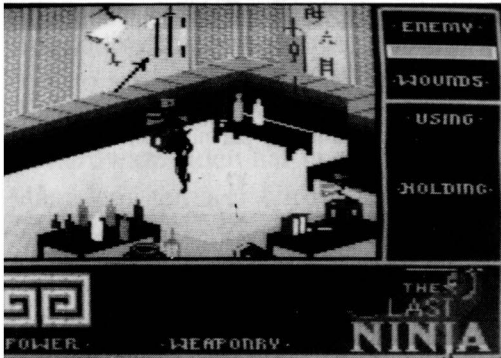 ENEMY
WOUNDS
USING
HOLDING
THE
LAST
NINJA
POWER
WEAPONRY